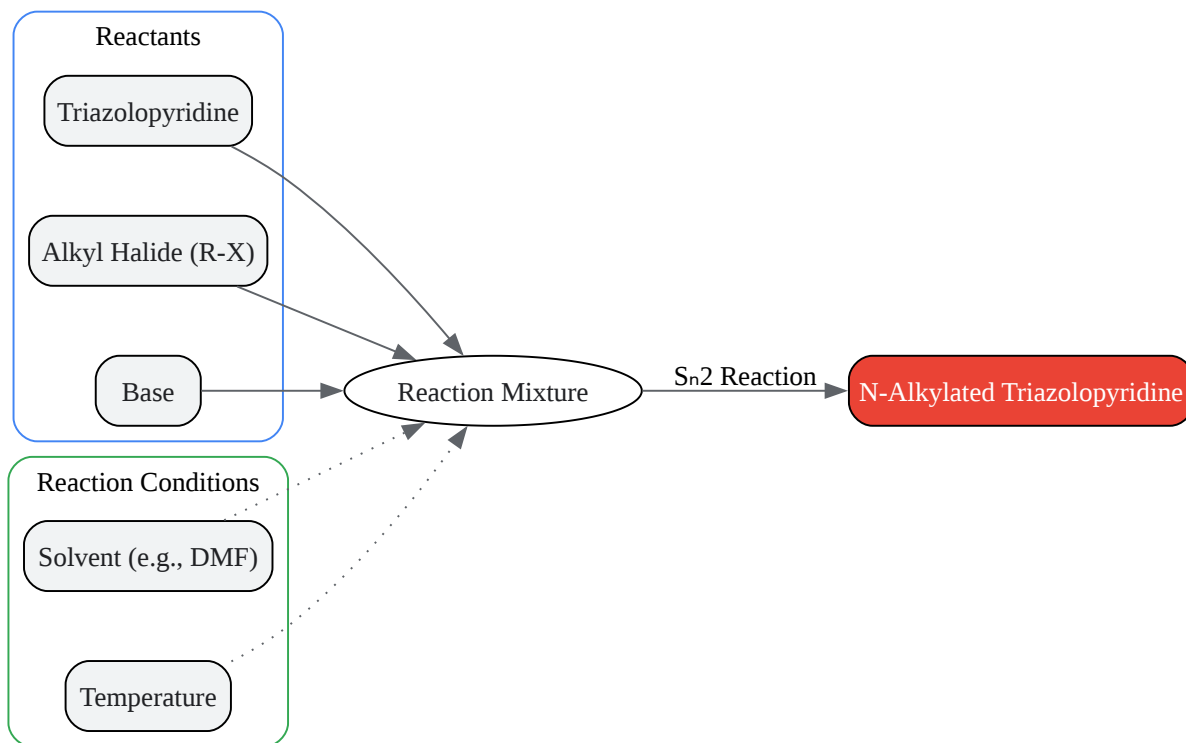 Reactants
Triazolopyridine
Alkyl Halide (R-X)
Base
Reaction Mixture
Sₙ2 Reaction
N-Alkylated Triazolopyridine
Reaction Conditions
Solvent (e.g., DMF)
Temperature